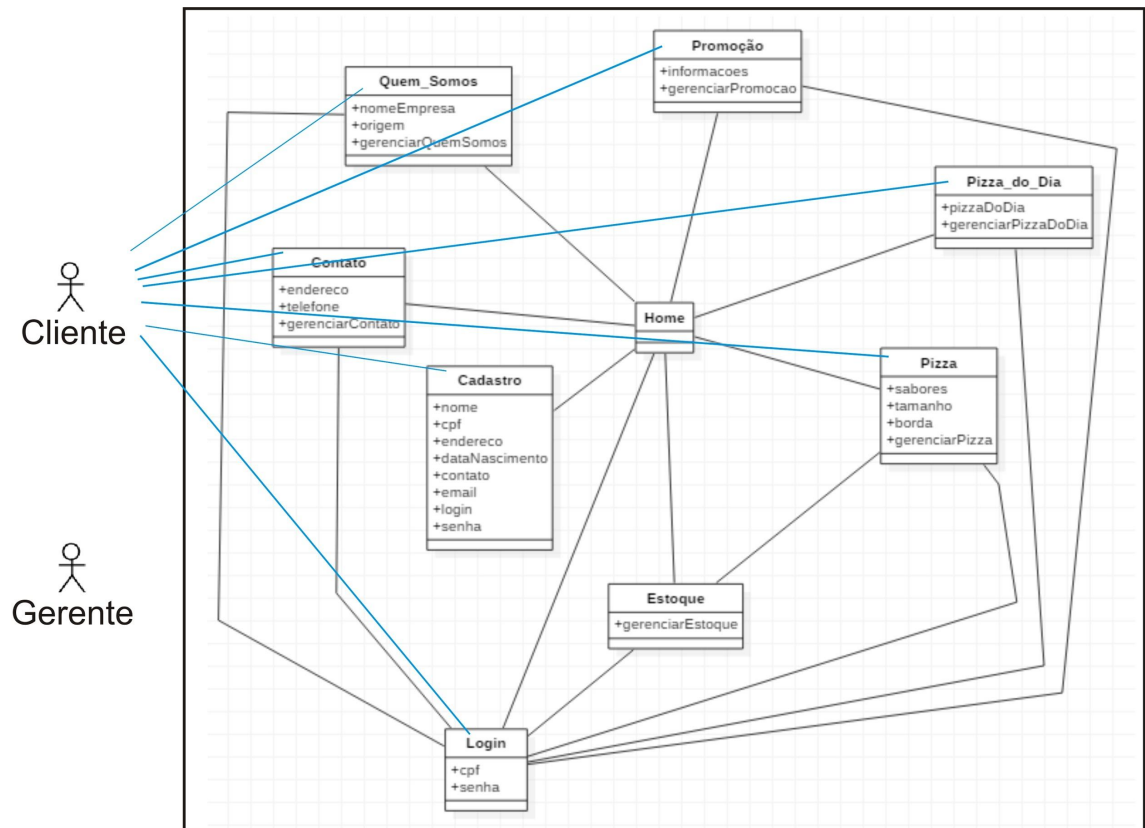 Promoção
+informacoes
+gerenciarPromocao
Quem_Somos
+nomeEmpresa
+origem
+gerenciarQuemSomos
Pizza_do_Dia
+pizzaDoDia
+gerenciarPizzaDoDia
Contato
+endereco
+telefone
+gerenciarContato
Cliente
Home
Cadastro
+nome
+cpf
+endereco
+dataNascimento
+contato
+email
+login
+senha
Pizza
+sabores
+tamanho
+borda
+gerenciarPizza
Gerente
Estoque
+gerenciarEstoque
Login
+cpf
+senha